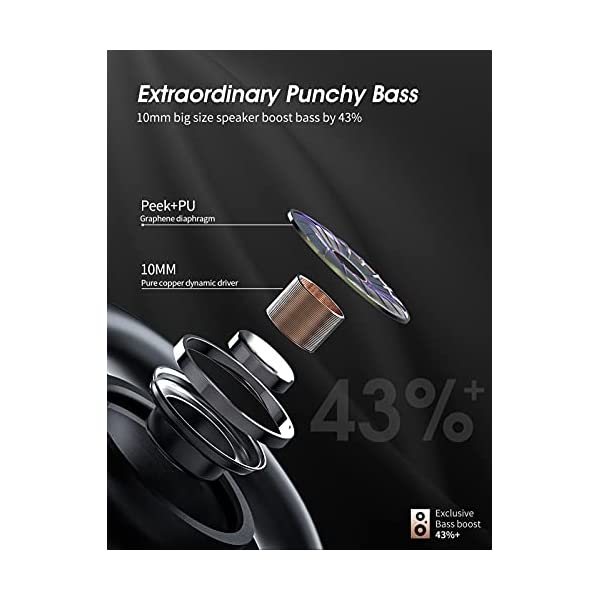 Extraordinary Punchy Bass
10mm big size speaker boost bass by 43%
Peek+PU
Graphene diaphragm
10MM
Pure copper dynamic driver
43%+
Exclusive
Bass boost
43%+